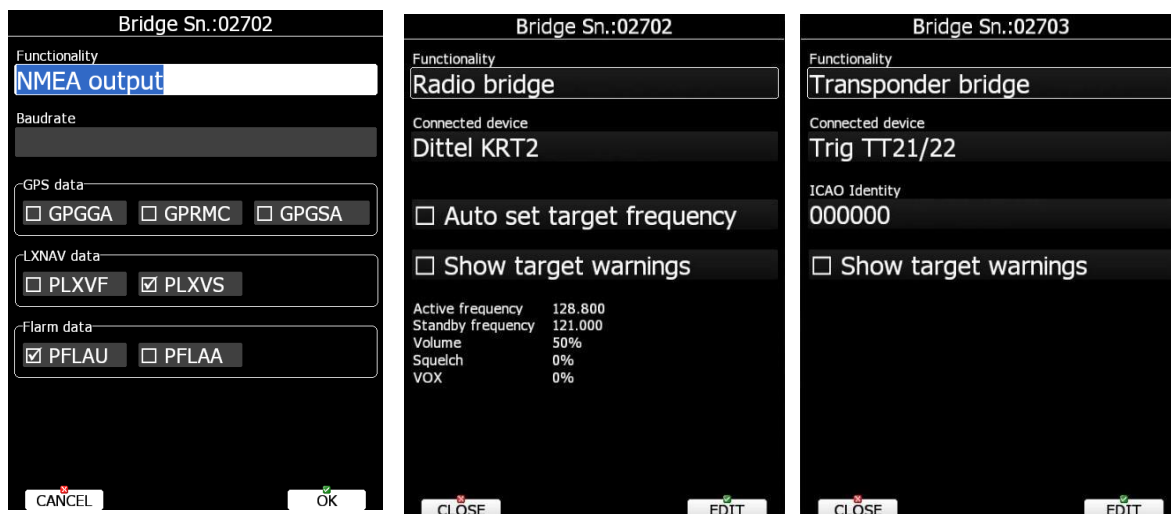 Bridge Sn.:02702
Functionality
NMEA output
Baudrate
GPS data
GPGGA GPRMC GPGSA
LXNAV data
PLXVF PLXVS
Flarm data
PFLAU PFLAA
CANCEL OK
Bridge Sn.:02702
Functionality
Radio bridge
Connected device
Dittel KRT2
Auto set target frequency
Show target warnings
Active frequency 128.800
Standby frequency 121.000
Volume 50%
Squelch 0%
VOX 0%
CLOSE EDIT
Bridge Sn.:02703
Functionality
Transponder bridge
Connected device
Trig TT21/22
ICAO Identity
000000
Show target warnings
CLOSE EDIT